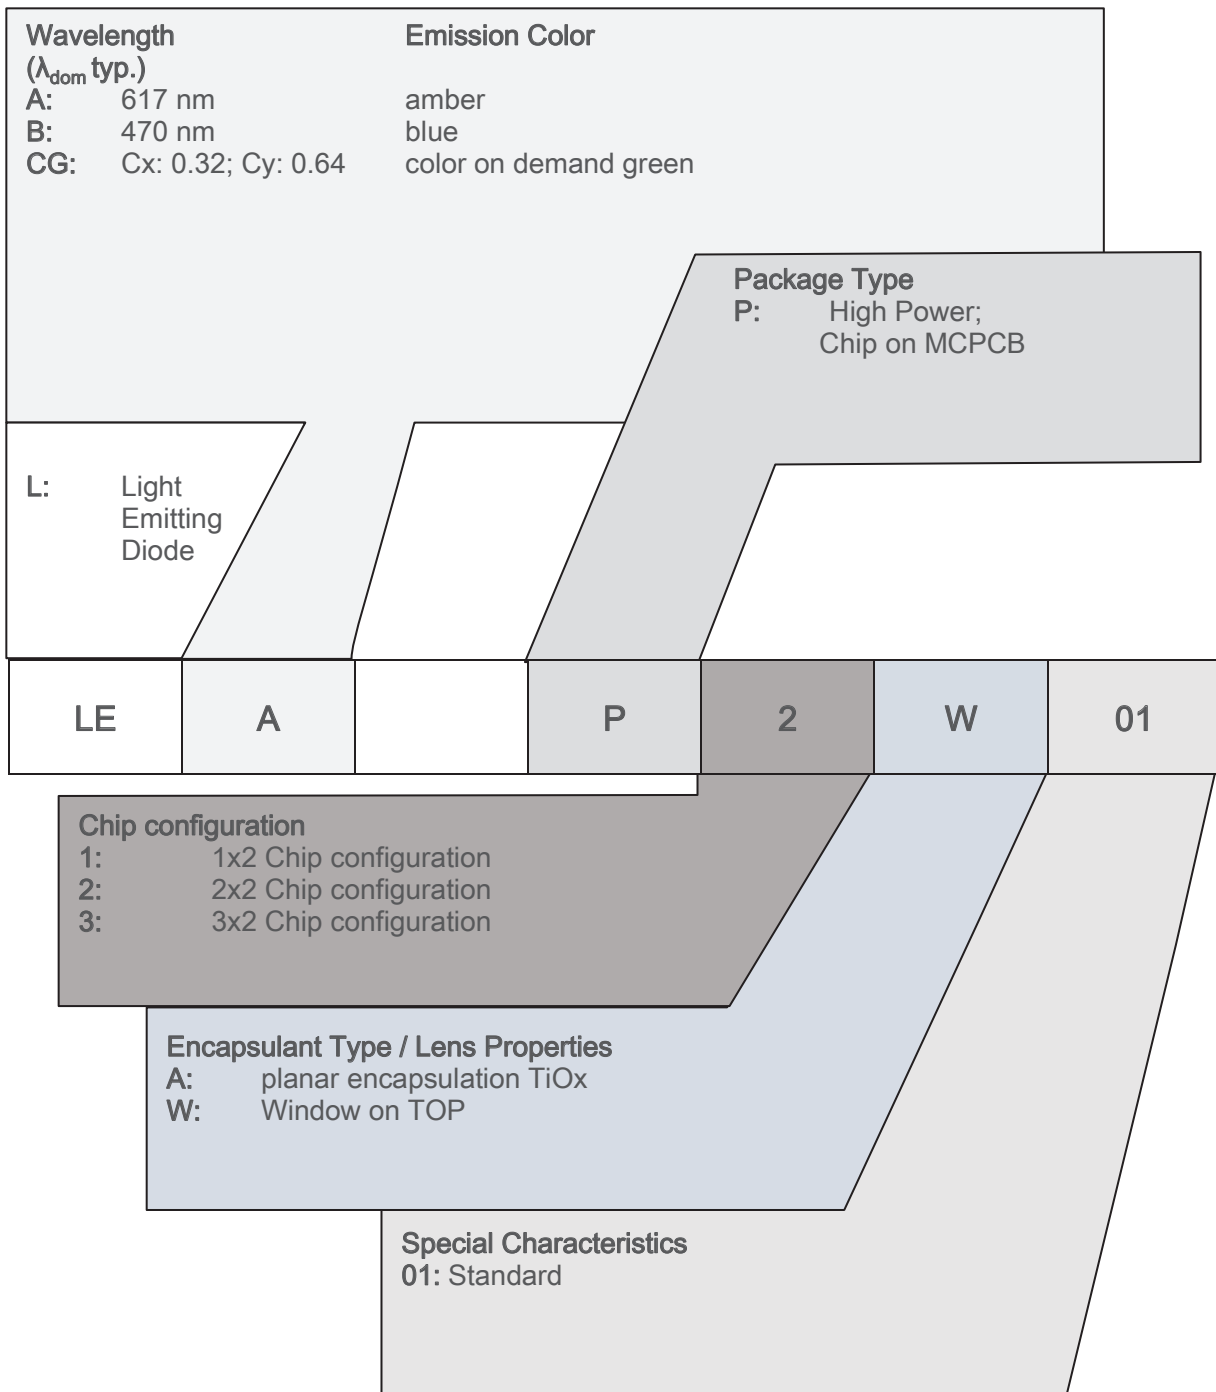 Wavelength Emission Color
(λdom typ.)
A: 617 nm amber
B: 470 nm blue
CG: Cx: 0.32; Cy: 0.64 color on demand green
Package Type
P: High Power;
Chip on MCPCB
L: Light
Emitting
Diode
LE A P 2 W 01
Chip configuration
1: 1x2 Chip configuration
2: 2x2 Chip configuration
3: 3x2 Chip configuration
Encapsulant Type / Lens Properties
A: planar encapsulation TiOx
W: Window on TOP
Special Characteristics
01: Standard